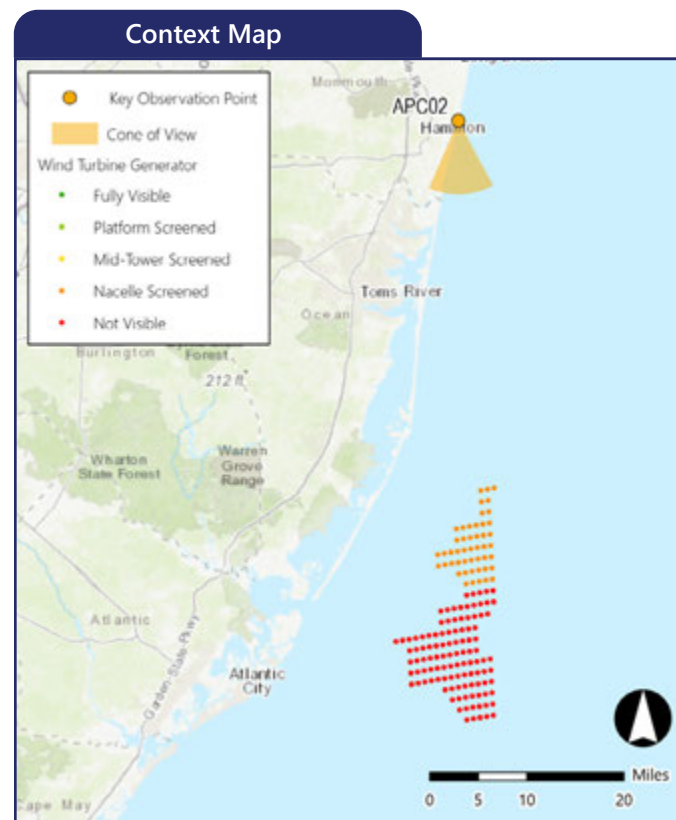 Context Map
Monmouth
Key Observation Point
APC02
Hamilton
Cone of View
Wind Turbine Generator
Fully Visible
Platform Screened
Mid-Tower Screened
Nacelle Screened
Not Visible
Toms River
Ocean
Burlington
Forest
212 ft
Wharton
State Forest
Warren
Grove
Range
Atlantic
Garden-State-Pkwy
Atlantic
City
Miles
0 5 10 20
Cape May